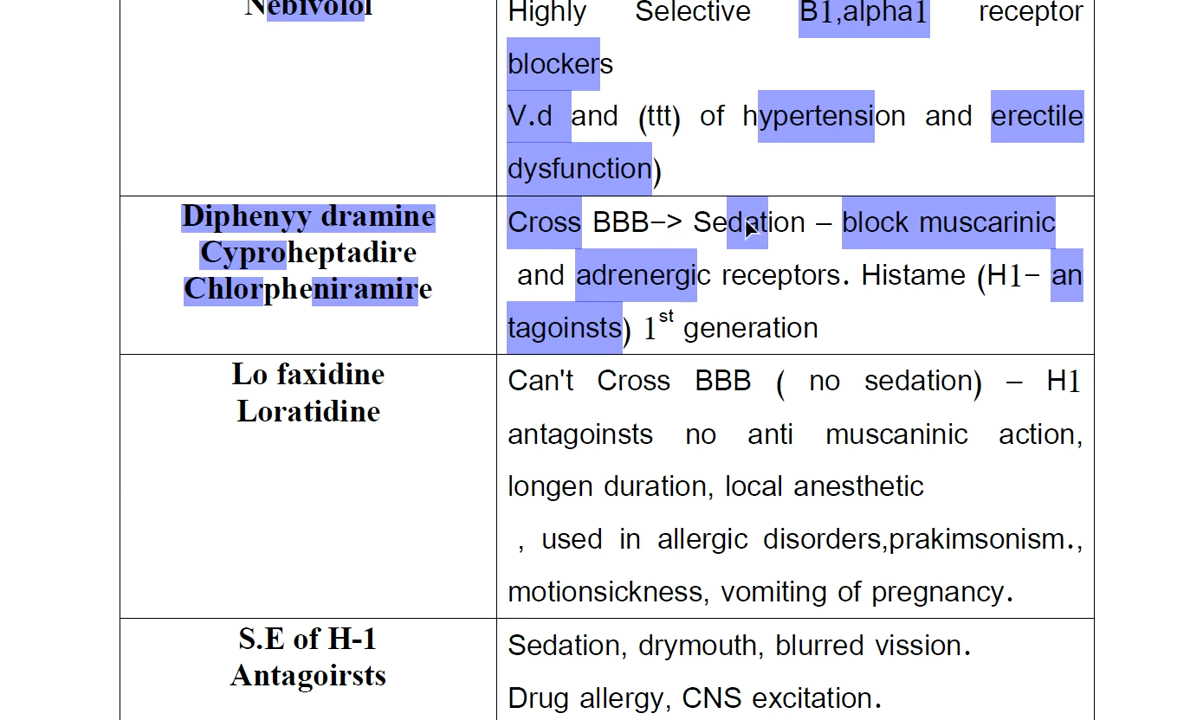 Nebivolol
Highly Selective B1,alpha1 receptor
blockers
V.d and (ttt) of hypertension and erectile
dysfunction)
Diphenyy dramine
Cyproheptadire
Chlorpheniramire
Cross BBB-> Sedation – block muscarinic
and adrenergic receptors. Histame (H1- an
tagoinsts) 1st generation
Lo faxidine
Loratidine
Can't Cross BBB ( no sedation) – H1
antagoinsts no anti muscaninic action,
longen duration, local anesthetic
, used in allergic disorders,prakimsonism.,
motionsickness, vomiting of pregnancy.
S.E of H-1
Antagoirsts
Sedation, drymouth, blurred vission.
Drug allergy, CNS excitation.